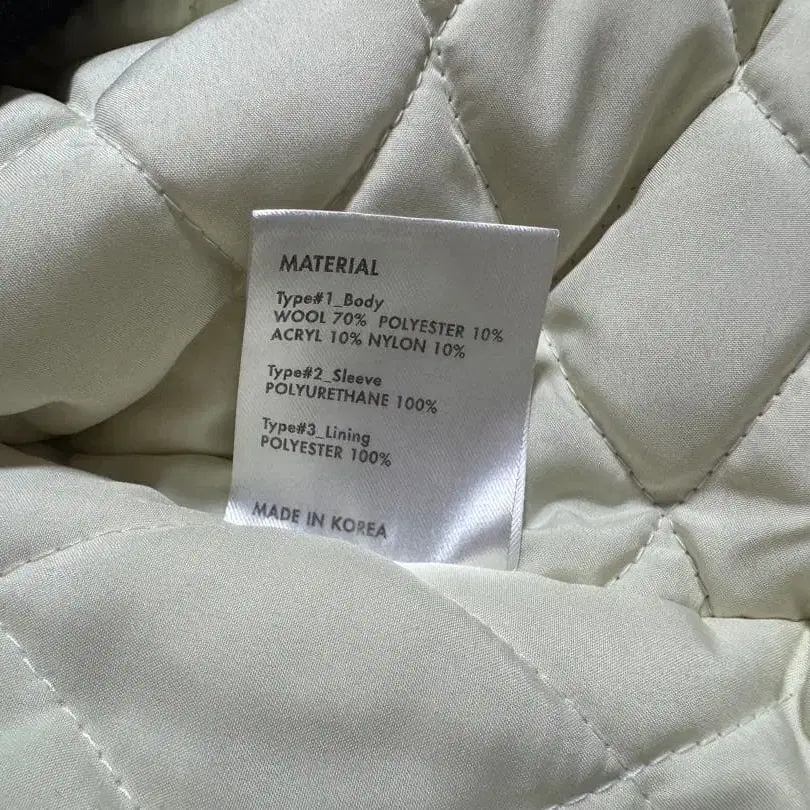 MATERIAL
Type#1_Body
WOOL 70% POLYESTER 10%
ACRYL 10% NYLON 10%
Type#2_Sleeve
POLYURETHANE 100%
Type#3_Lining
POLYESTER 100%
MADE IN KOREA